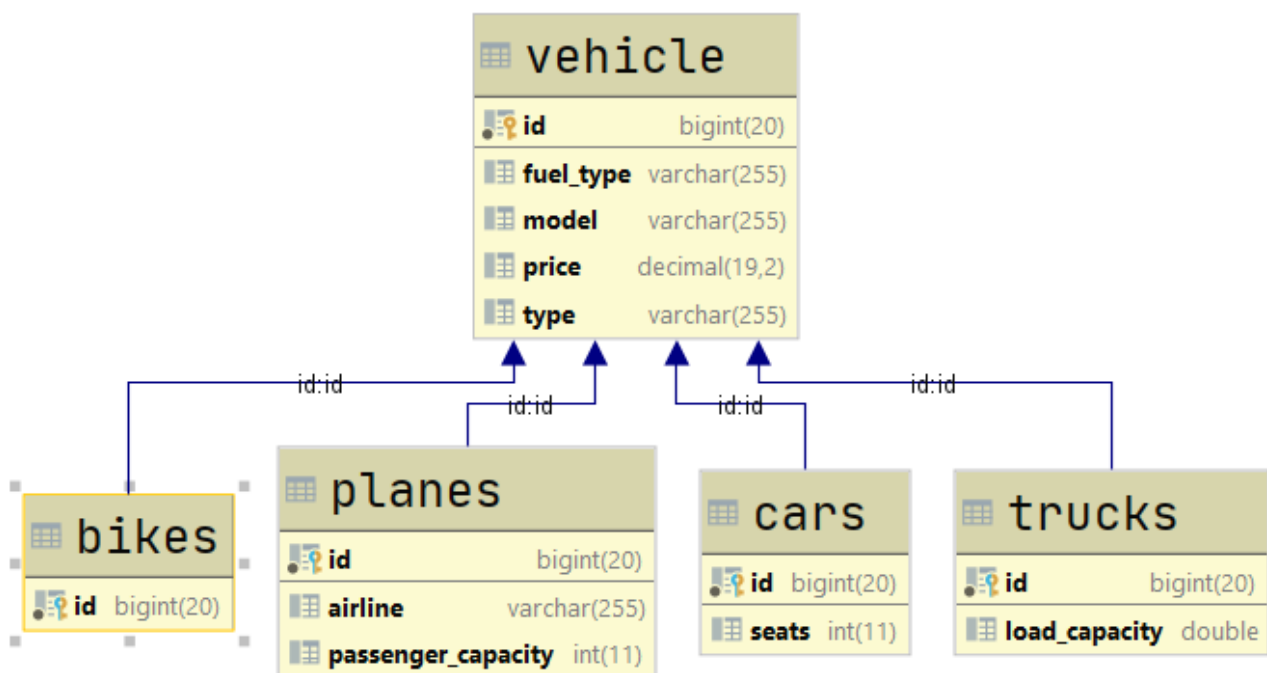 vehicle
id bigint(20)
fuel_type varchar(255)
model varchar(255)
price decimal(19,2)
type varchar(255)
id:id
id:id
id:id
id:id
bikes
id bigint(20)
planes
id bigint(20)
airline varchar(255)
passenger_capacity int(11)
cars
id bigint(20)
seats int(11)
trucks
id bigint(20)
load_capacity double